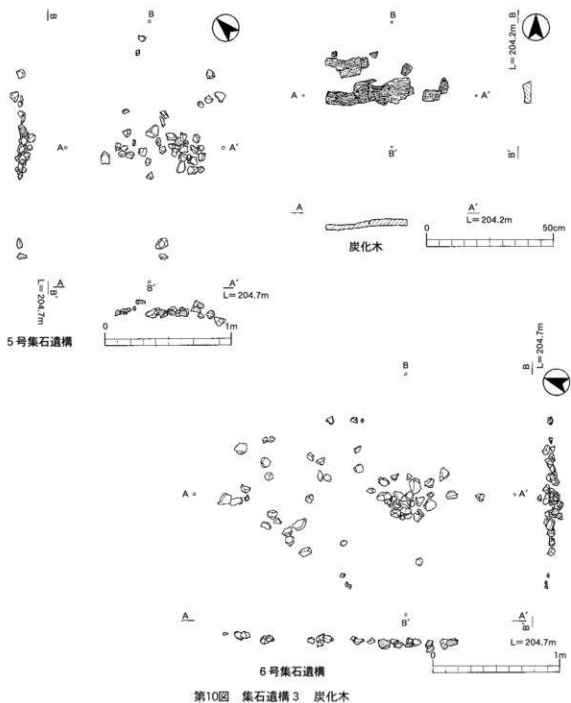 B
B
A
A′
B′
L=204.7m
A
B′
A
A′
L=204.7m
5号集石遺構
0
1m
B
B
L=204.2m
A
A′
B′
B′
A
A′
L=204.2m
炭化木
0
50cm
B
B
L=204.7m
A
A′
B′
A
A′
B′
L=204.7m
6号集石遺構
0
1m
第10図 集石遺構3 炭化木